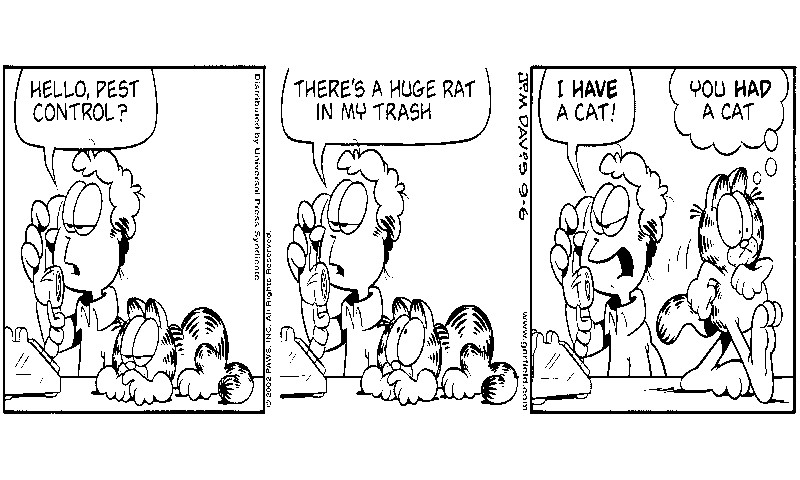 HELLO, PEST
CONTROL?
Distributed by Universal Press Syndicate
© 2002 PAWS, INC. All Rights Reserved.
THERE'S A HUGE RAT
IN MY TRASH
JIM DAVIS 9-6
www.garfield.com
I HAVE
A CAT!
YOU HAD
A CAT